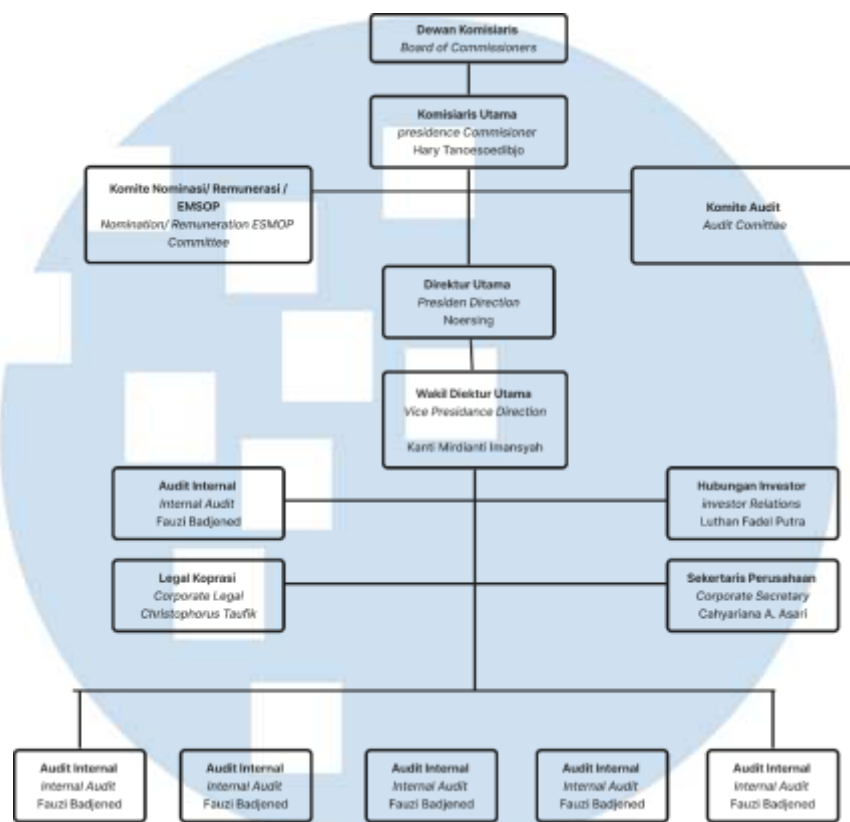 Dewan Komisiaris
Board of Commissioners
Komisiaris Utama
presidence Commisioner
Hary Tanoesoedibjo
Komite Nominasi/ Remunerasi /
EMSOP
Nomination/ Remuneration ESMOP
Committee
Komite Audit
Audit Comittee
Direktur Utama
Presiden Direction
Noersing
Wakil Diektur Utama
Vice Presidance Direction
Kanti Mirdianti Imansyah
Audit Internal
Internal Audit
Fauzi Badjened
Hubungan Investor
investor Relations
Luthan Fadel Putra
Legal Koprasi
Corporate Legal
Christophorus Taufik
Sekertaris Perusahaan
Corporate Secretary
Cahyariana A. Asari
Audit Internal
Internal Audit
Fauzi Badjened
Audit Internal
Internal Audit
Fauzi Badjened
Audit Internal
Internal Audit
Fauzi Badjened
Audit Internal
Internal Audit
Fauzi Badjened
Audit Internal
Internal Audit
Fauzi Badjened